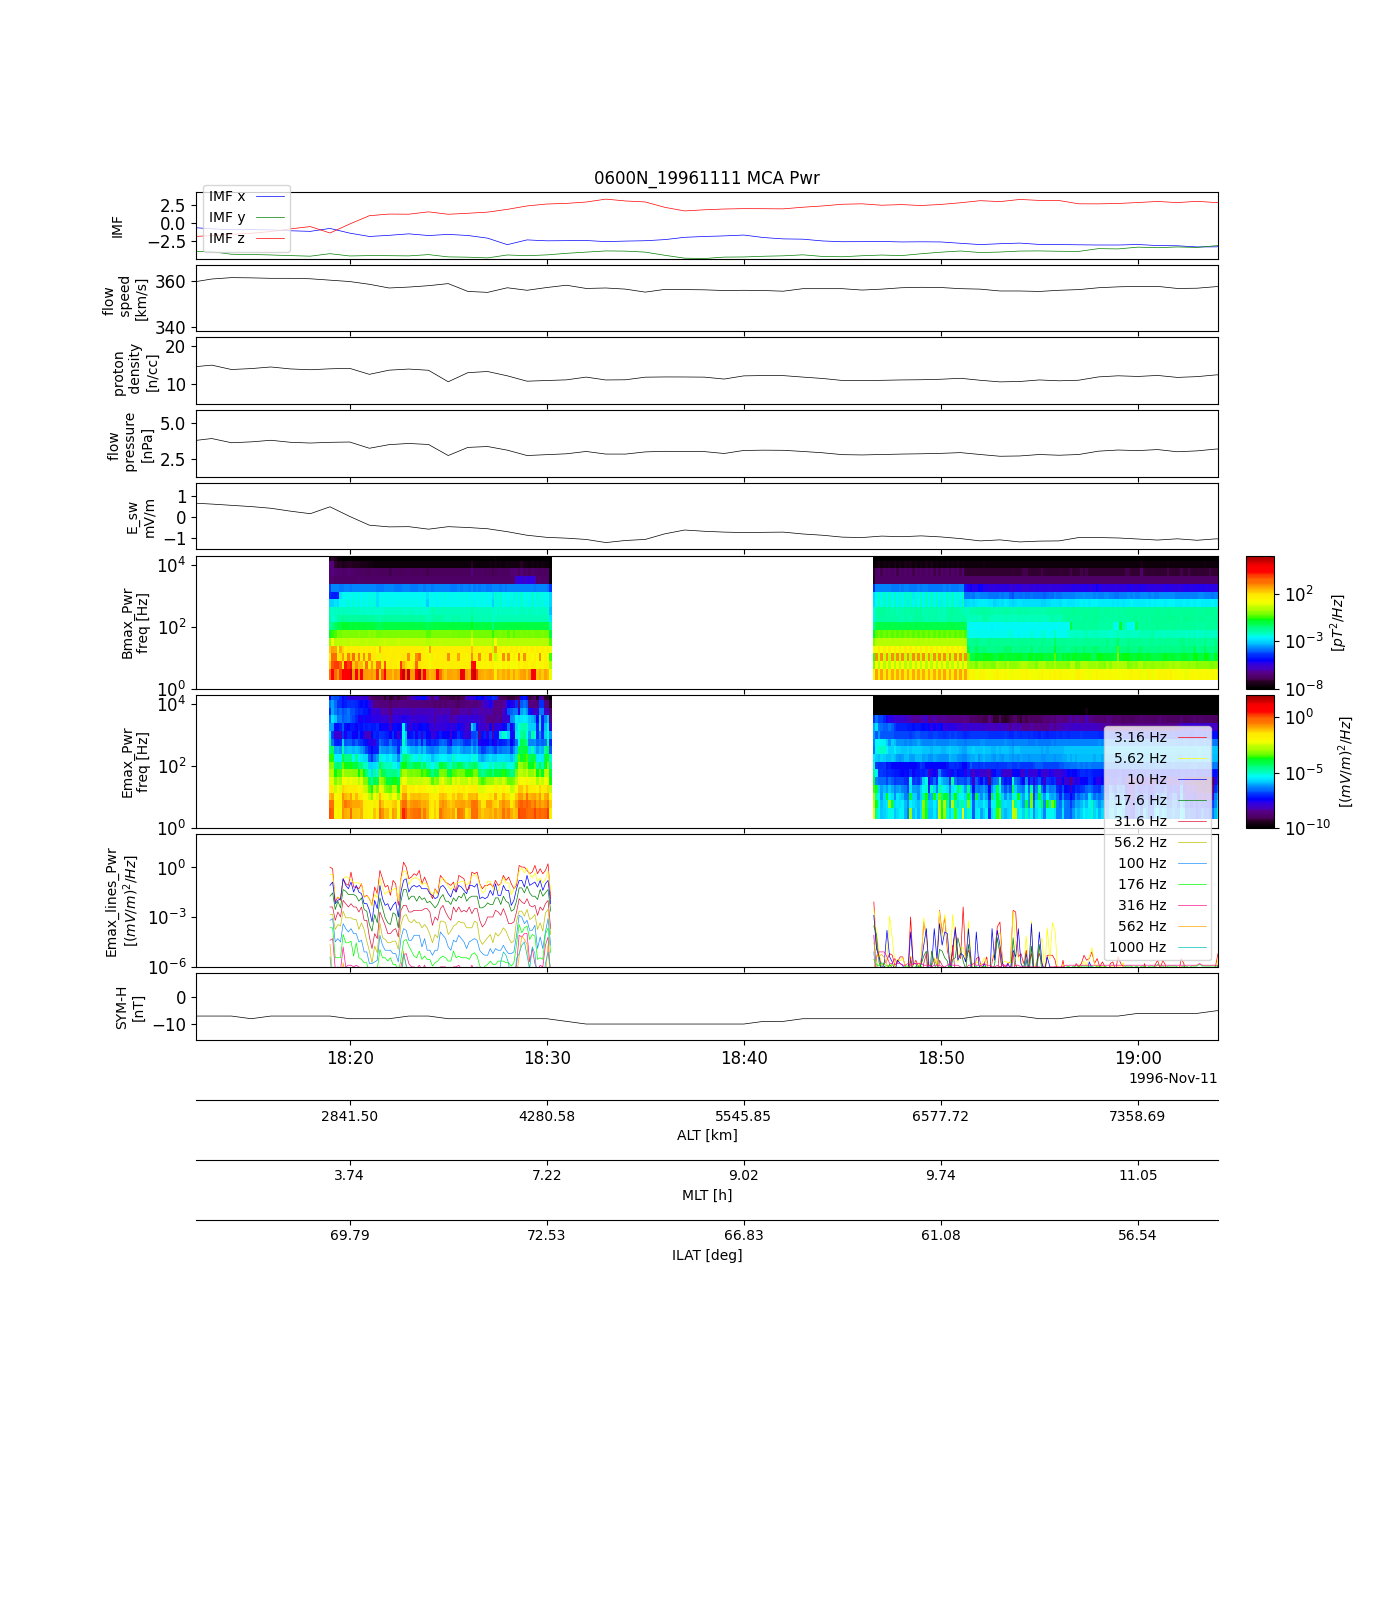 0600N_19961111 MCA Pwr
IMF
2.5
0.0
−2.5
IMF x
IMF y
IMF z
flow
speed
[km/s]
360
340
proton
density
[n/cc]
20
10
flow
pressure
[nPa]
5.0
2.5
E_sw
mV/m
1
0
−1
Bmax_Pwr
freq [Hz]
10^4
10^2
10^0
10^2
10^−3
10^−8
[pT^2/Hz]
Emax_Pwr
freq [Hz]
10^4
10^2
10^0
10^0
10^−5
10^−10
[(mV/m)^2/Hz]
3.16 Hz
5.62 Hz
10 Hz
17.6 Hz
31.6 Hz
56.2 Hz
100 Hz
176 Hz
316 Hz
562 Hz
1000 Hz
Emax_lines_Pwr
[(mV/m)^2/Hz]
10^0
10^−3
10^−6
SYM-H
[nT]
0
−10
18:20 18:30 18:40 18:50 19:00
1996-Nov-11
2841.50 4280.58 5545.85 6577.72 7358.69
ALT [km]
3.74 7.22 9.02 9.74 11.05
MLT [h]
69.79 72.53 66.83 61.08 56.54
ILAT [deg]